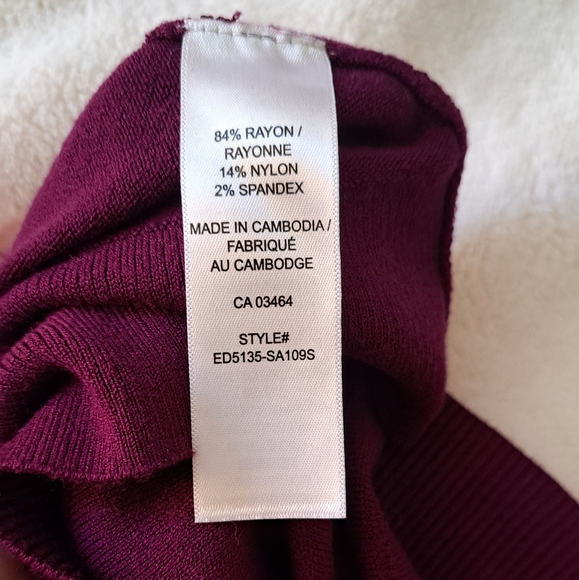 84% RAYON /
RAYONNE
14% NYLON
2% SPANDEX
MADE IN CAMBODIA /
FABRIQUÉ
AU CAMBODGE
CA 03464
STYLE#
ED5135-SA109S